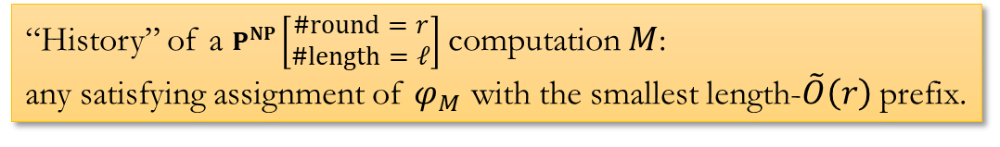 “History” of a 𝐏^𝐍𝐏 [#round = 𝑟 #length = ℓ] computation 𝑀:
any satisfying assignment of 𝜑_𝑀 with the smallest length-Õ(𝑟) prefix.